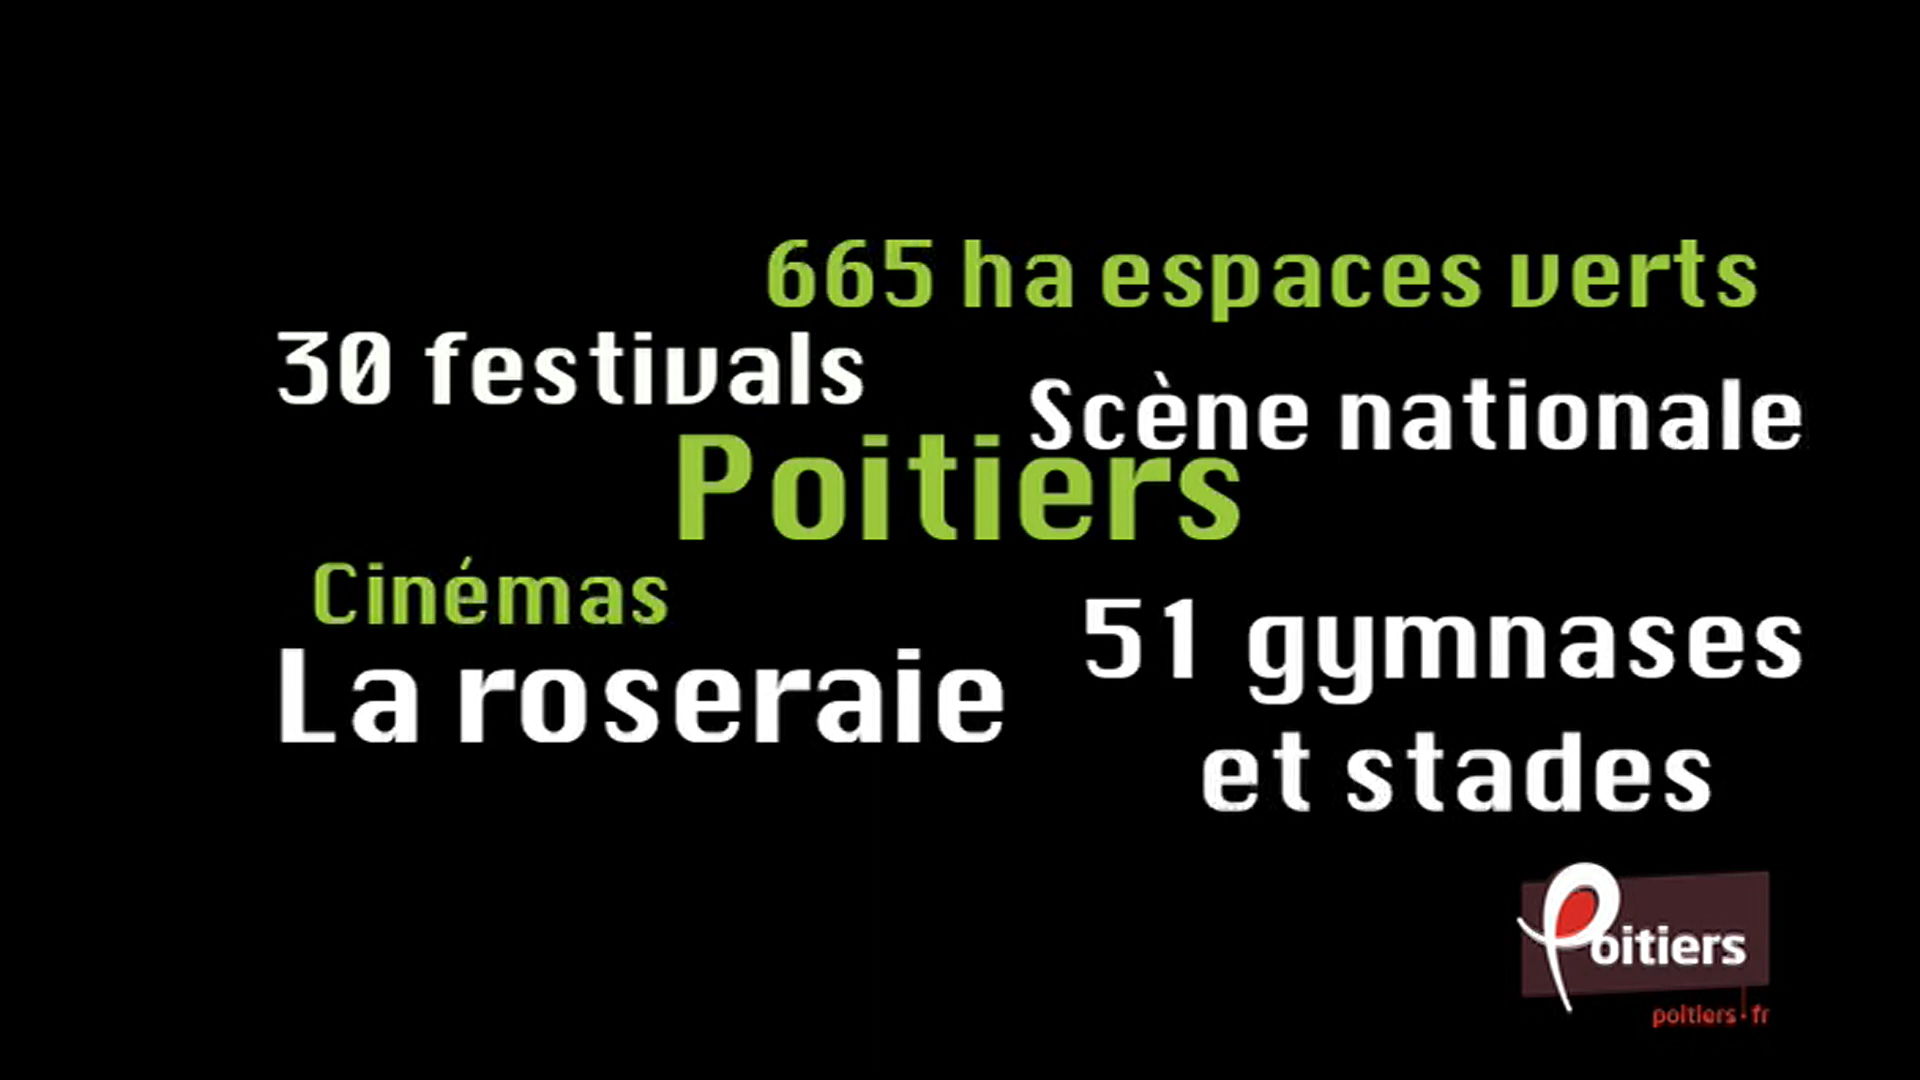 665 ha espaces verts
30 festivals
Scène nationale
Poitiers
Cinémas
51 gymnases
La roseraie
et stades
Poitiers
poitiers.fr